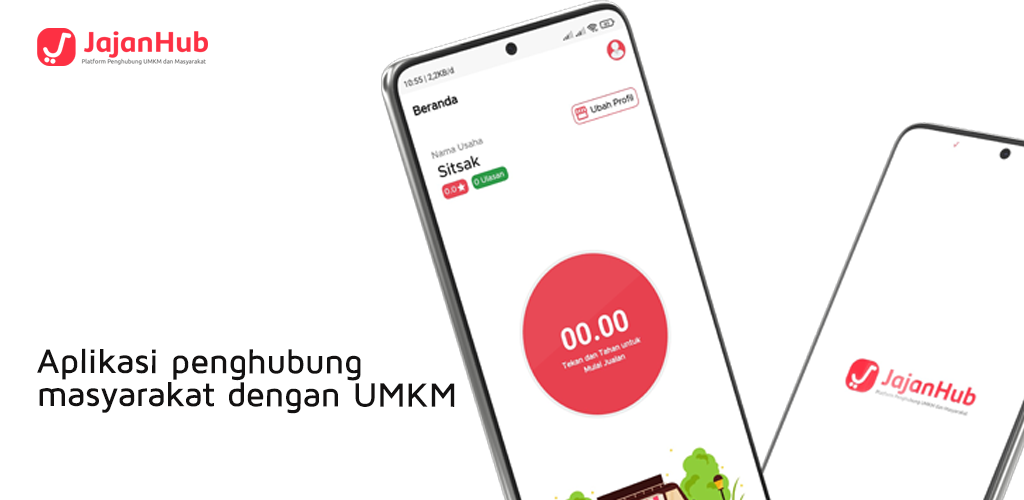 JajanHub
Platform Penghubung UMKM dan Masyarakat
10:55 | 2,2KB/d
Beranda
Ubah Profil
Nama Usaha
Sitsak
0.0
0 Ulasan
00.00
Tekan dan Tahan untuk
Mulai Jualan
Aplikasi penghubung
masyarakat dengan UMKM
JajanHub
Platform Penghubung UMKM dan Masyarakat